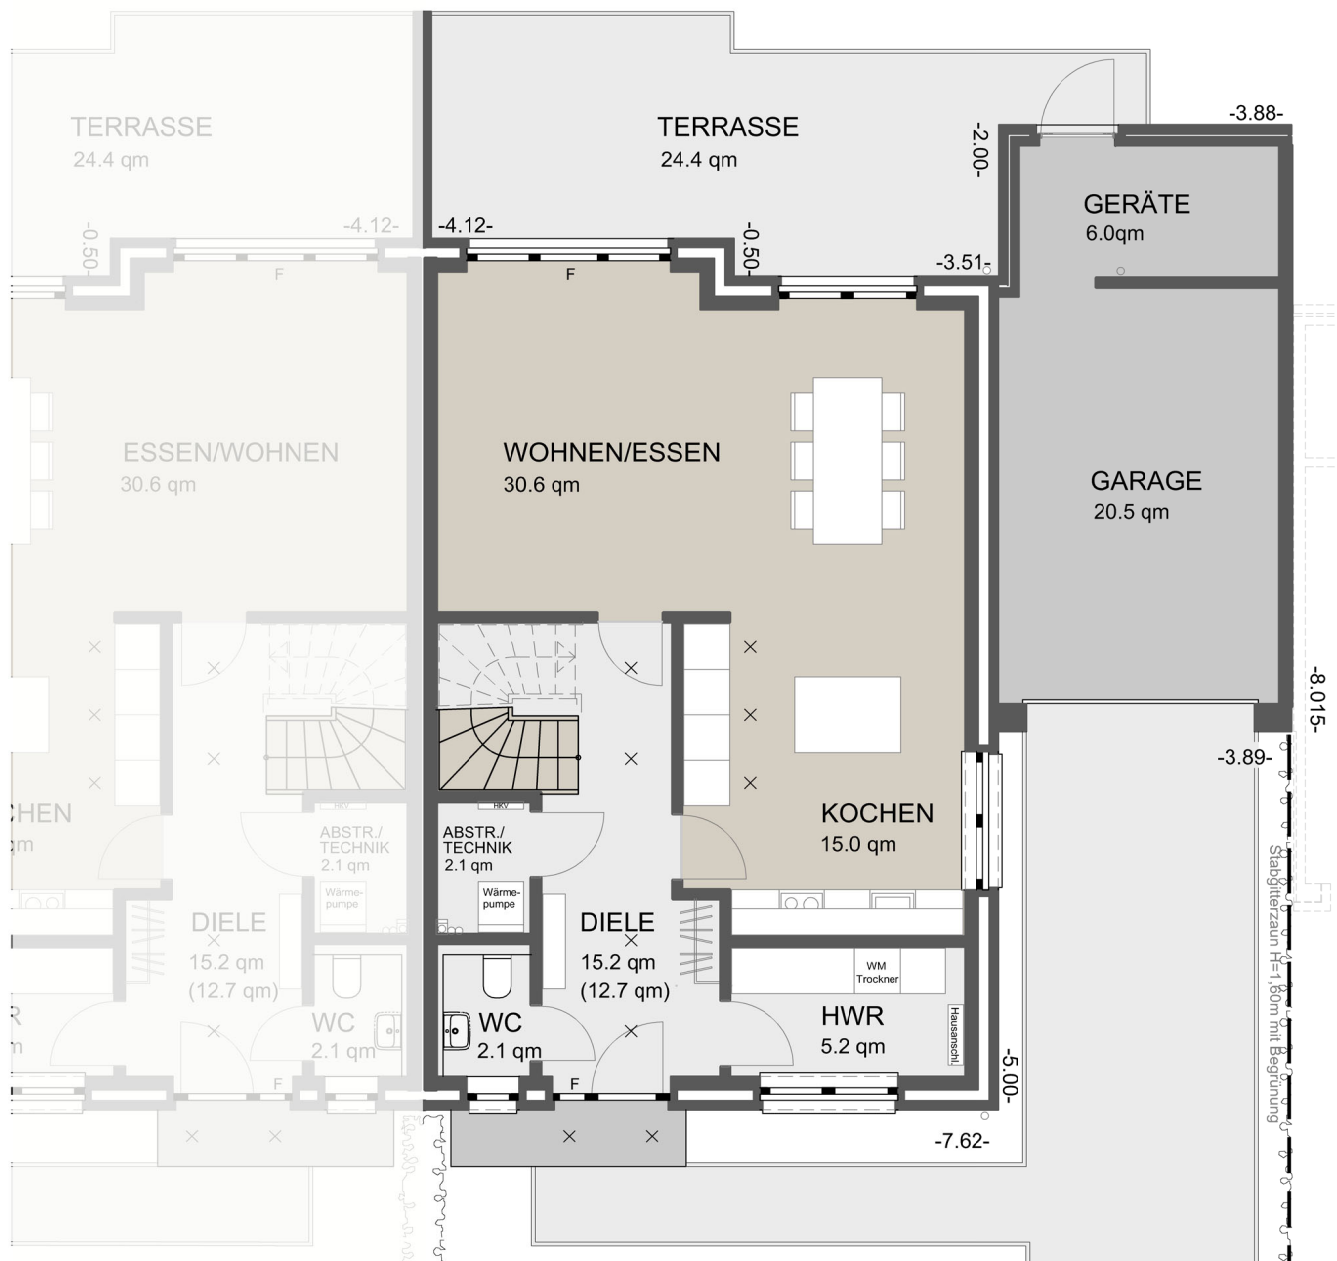 TERRASSE
24.4 qm
-0.50-
-4.12-
F
ESSEN/WOHNEN
30.6 qm
CHEN
qm
HKV
ABSTR./
TECHNIK
2.1 qm
Wärme-
pumpe
DIELE
15.2 qm
(12.7 qm)
R
m
WC
2.1 qm
F
TERRASSE
24.4 qm
-4.12-
-0.50-
-3.51-
-2.00-
-3.88-
F
GERÄTE
6.0qm
WOHNEN/ESSEN
30.6 qm
GARAGE
20.5 qm
-8.015-
-3.89-
HKV
ABSTR./
TECHNIK
2.1 qm
Wärme-
pumpe
KOCHEN
15.0 qm
DIELE
15.2 qm
(12.7 qm)
WM
Trockner
WC
2.1 qm
HWR
5.2 qm
Hausanschl.
F
-5.00-
-7.62-
Stabgitterzaun H=1,60m mit Begrünung